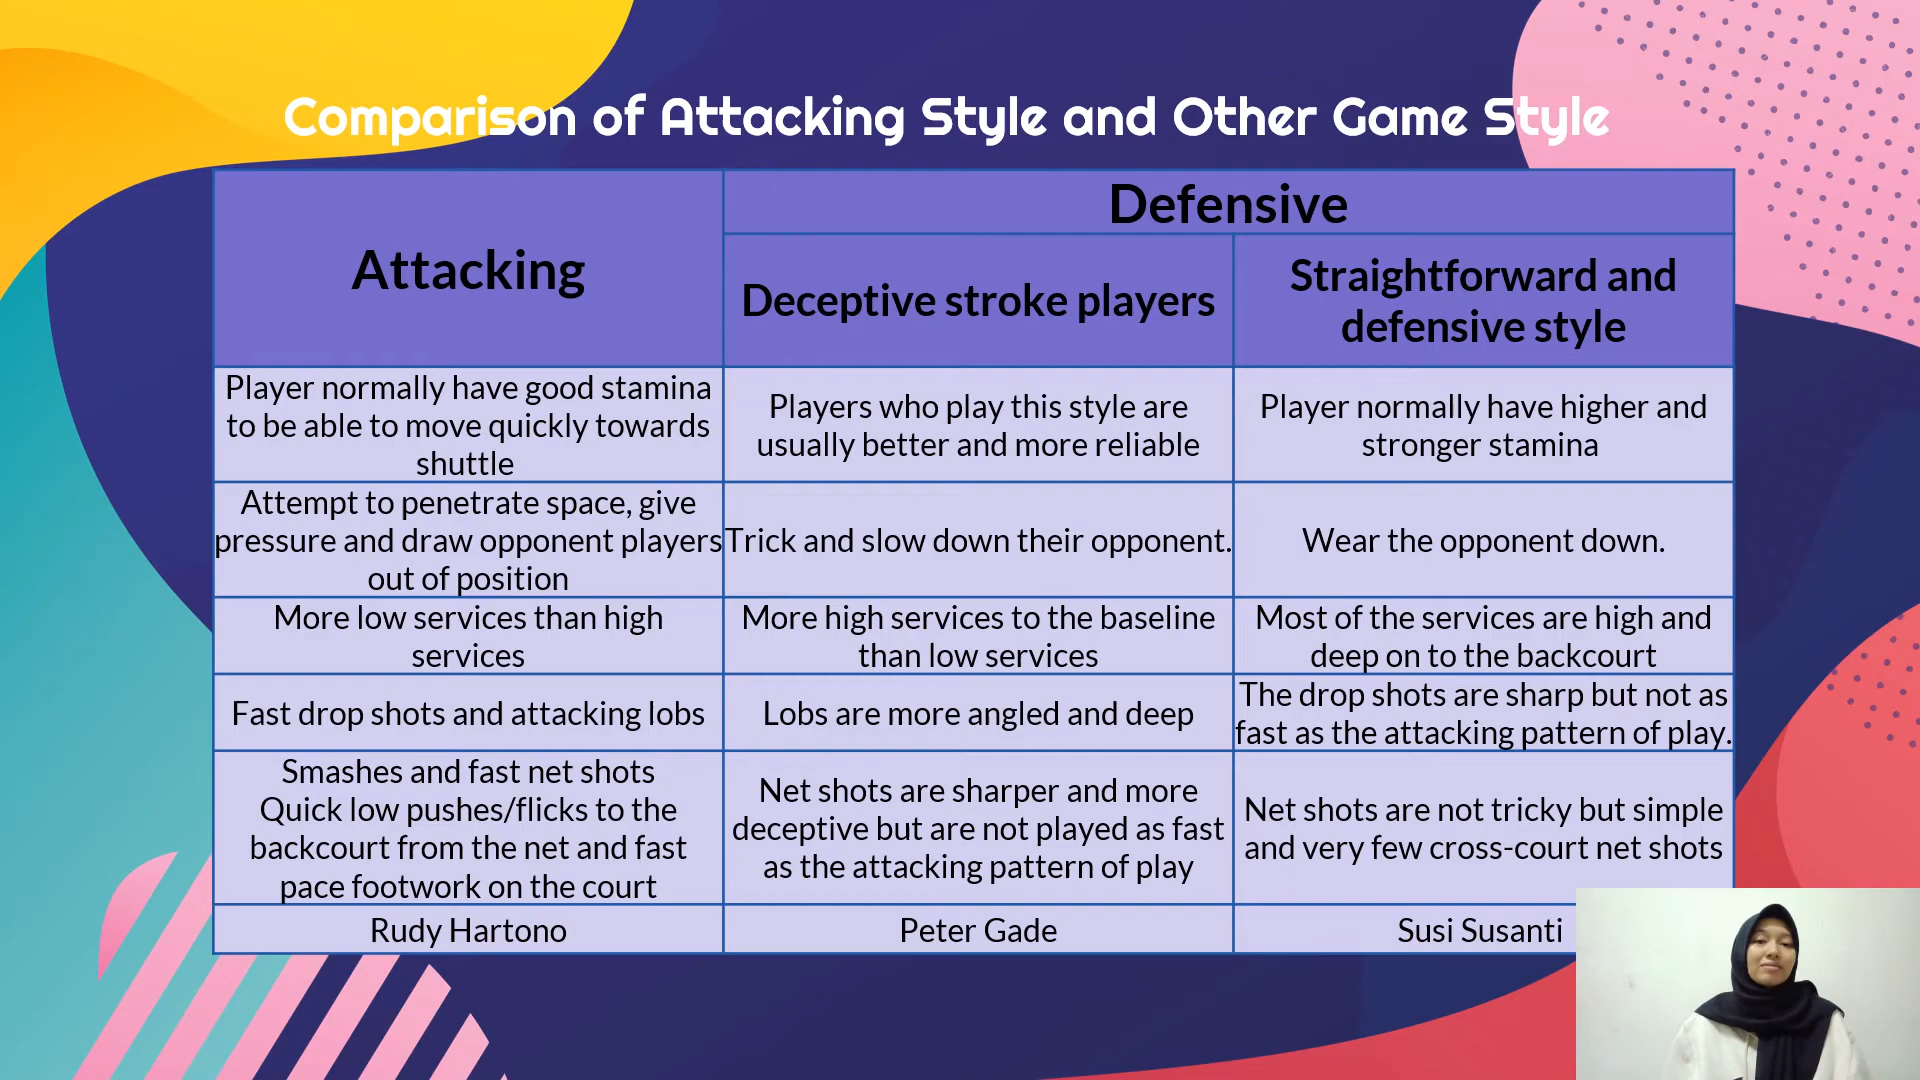 Comparison of Attacking Style and Other Game Style
Attacking
Defensive
Deceptive stroke players
Straightforward and
defensive style
Player normally have good stamina
to be able to move quickly towards
shuttle
Players who play this style are
usually better and more reliable
Player normally have higher and
stronger stamina
Attempt to penetrate space, give
pressure and draw opponent players
out of position
Trick and slow down their opponent.
Wear the opponent down.
More low services than high
services
More high services to the baseline
than low services
Most of the services are high and
deep on to the backcourt
Fast drop shots and attacking lobs
Lobs are more angled and deep
The drop shots are sharp but not as
fast as the attacking pattern of play.
Smashes and fast net shots
Quick low pushes/flicks to the
backcourt from the net and fast
pace footwork on the court
Net shots are sharper and more
deceptive but are not played as fast
as the attacking pattern of play
Net shots are not tricky but simple
and very few cross-court net shots
Rudy Hartono
Peter Gade
Susi Susanti